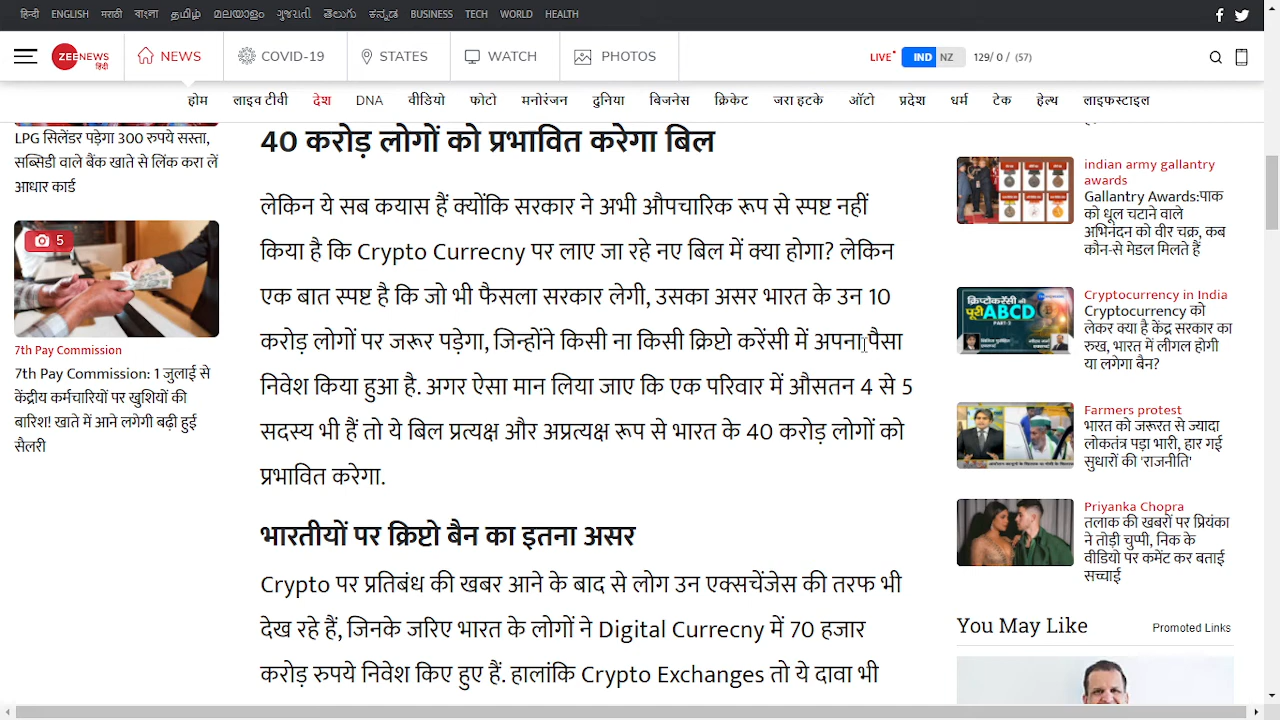 हिन्दी ENGLISH मराठी বাংলা தமிழ் മലയാളം ગુજરાતી తెలుగు ಕನ್ನಡ BUSINESS TECH WORLD HEALTH
ZEE NEWS हिंदी NEWS COVID-19 STATES WATCH PHOTOS LIVE IND NZ 129/ 0 / (57)
होम लाइव टीवी देश DNA वीडियो फोटो मनोरंजन दुनिया बिजनेस क्रिकेट जरा हटके ऑटो प्रदेश धर्म टेक हेल्थ लाइफस्टाइल
LPG सिलेंडर पड़ेगा 300 रुपये सस्ता,
सब्सिडी वाले बैंक खाते से लिंक करा लें
आधार कार्ड
5
7th Pay Commission
7th Pay Commission: 1 जुलाई से
केंद्रीय कर्मचारियों पर खुशियों की
बारिश! खाते में आने लगेगी बढ़ी हुई
सैलरी
40 करोड़ लोगों को प्रभावित करेगा बिल
लेकिन ये सब कयास हैं क्योंकि सरकार ने अभी औपचारिक रूप से स्पष्ट नहीं
किया है कि Crypto Currecny पर लाए जा रहे नए बिल में क्या होगा? लेकिन
एक बात स्पष्ट है कि जो भी फैसला सरकार लेगी, उसका असर भारत के उन 10
करोड़ लोगों पर जरूर पड़ेगा, जिन्होंने किसी ना किसी क्रिप्टो करेंसी में अपना पैसा
निवेश किया हुआ है. अगर ऐसा मान लिया जाए कि एक परिवार में औसतन 4 से 5
सदस्य भी हैं तो ये बिल प्रत्यक्ष और अप्रत्यक्ष रूप से भारत के 40 करोड़ लोगों को
प्रभावित करेगा.
भारतीयों पर क्रिप्टो बैन का इतना असर
Crypto पर प्रतिबंध की खबर आने के बाद से लोग उन एक्सचेंजेस की तरफ भी
देख रहे हैं, जिनके जरिए भारत के लोगों ने Digital Currecny में 70 हजार
करोड़ रुपये निवेश किए हुए हैं. हालांकि Crypto Exchanges तो ये दावा भी
indian army gallantry
awards
Gallantry Awards:पाक
को धूल चटाने वाले
अभिनंदन को वीर चक्र, कब
कौन-से मेडल मिलते हैं
क्रिप्टोकरेंसी की
पूरी ABCD
PART-3
Cryptocurrency in India
Cryptocurrency को
लेकर क्या है केंद्र सरकार का
रुख, भारत में लीगल होगी
या लगेगा बैन?
Farmers protest
भारत को जरूरत से ज्यादा
लोकतंत्र पड़ा भारी, हार गई
सुधारों की 'राजनीति'
Priyanka Chopra
तलाक की खबरों पर प्रियंका
ने तोड़ी चुप्पी, निक के
वीडियो पर कमेंट कर बताई
सच्चाई
You May Like Promoted Links